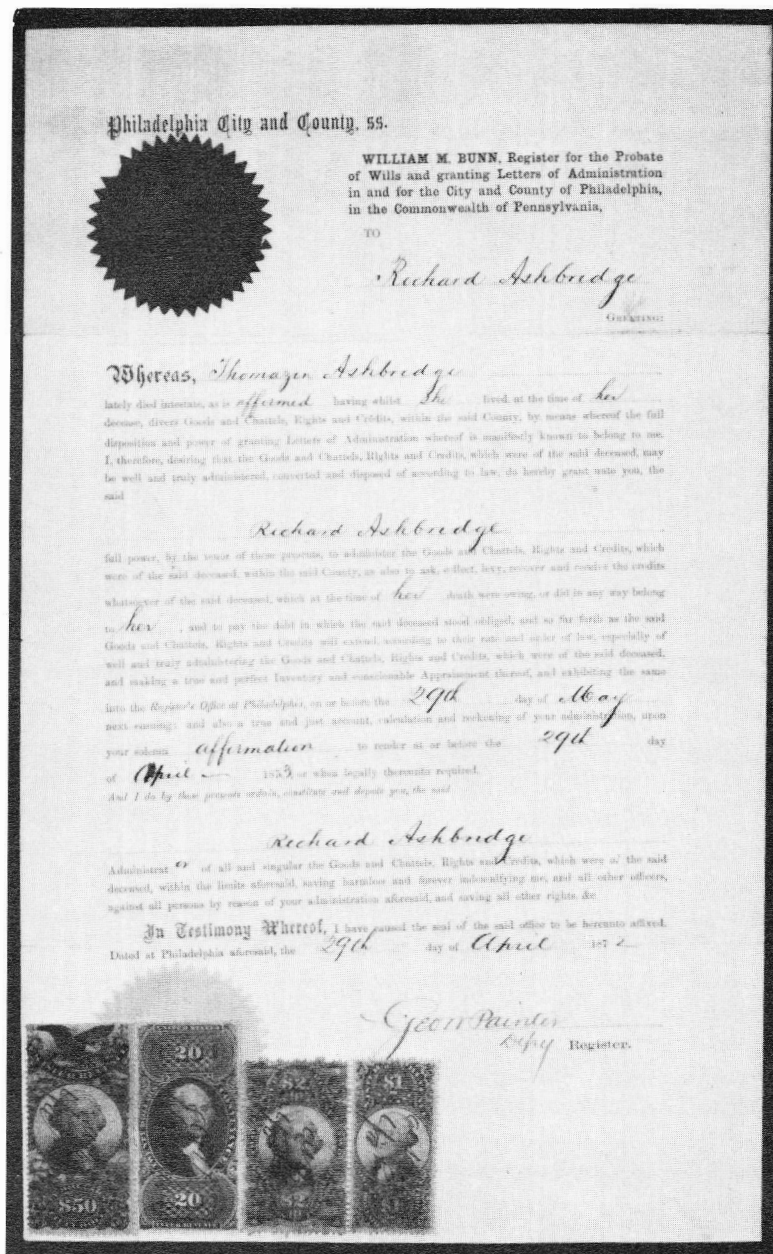 Philadelphia City and County, ss.
WILLIAM M. BUNN, Register for the Probate
of Wills and granting Letters of Administration
in and for the City and County of Philadelphia,
in the Commonwealth of Pennsylvania,
TO
Richard Ashbridge
GREETING:
Whereas, Thomazin Ashbridge
lately died intestate, as is affirmed having whilst She lived, at the time of her
decease, divers Goods and Chattels, Rights and Credits, within the said County, by means whereof the full
disposition and power of granting Letters of Administration whereof is manifestly known to belong to me.
I, therefore, desiring that the Goods and Chattels, Rights and Credits, which were of the said deceased, may
be well and truly administered, converted and disposed of according to law, do hereby grant unto you, the
said
Richard Ashbridge
full power, by the tenor of these presents, to administer the Goods and Chattels, Rights and Credits, which
were of the said deceased, within the said County, as also to ask, collect, levy, recover and receive the credits
whatsoever of the said deceased, which at the time of her death were owing, or did in any way belong
to her, and to pay the debt in which the said deceased stood obliged, and so far forth as the said
Goods and Chattels, Rights and Credits will extend, according to their rate and order of law, especially of
well and truly administering the Goods and Chattels, Rights and Credits, which were of the said deceased,
and making a true and perfect Inventory and conscionable Appraisement thereof, and exhibiting the same
into the Register's Office at Philadelphia, on or before the 29th day of May
next ensuing; and also a true and just account, calculation and reckoning of your administration, upon
your solemn affirmation to render at or before the 29th day
of April 1873, or when legally thereunto required.
And I do by these presents ordain, constitute and depute you, the said
Richard Ashbridge
Administrator of all and singular the Goods and Chattels, Rights and Credits, which were of the said
deceased, within the limits aforesaid, saving harmless and forever indemnifying me, and all other officers,
against all persons by reason of your administration aforesaid, and saving all other rights, &c
In Testimony Whereof, I have caused the seal of the said office to be hereunto affixed.
Dated at Philadelphia aforesaid, the 29th day of April 1872
Geo W Painter
Depy Register.
20
$2
$1
$50
20
$2
$1